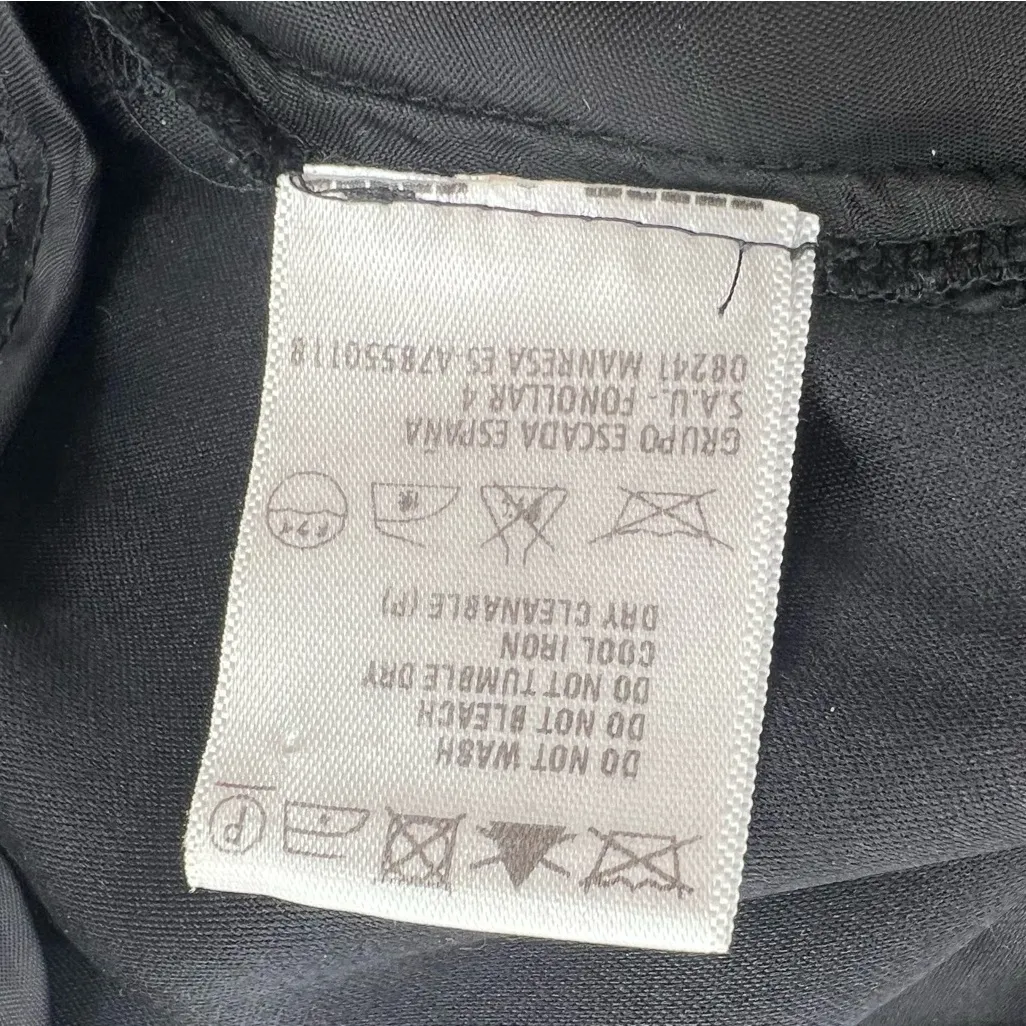 DO NOT WASH
DO NOT BLEACH
DO NOT TUMBLE DRY
COOL IRON
DRY CLEANABLE (P)
GRUPO ESCADA ESPAÑA
S.A.U. - FONOLLAR 4
08241 MANRESA ES-A78550118